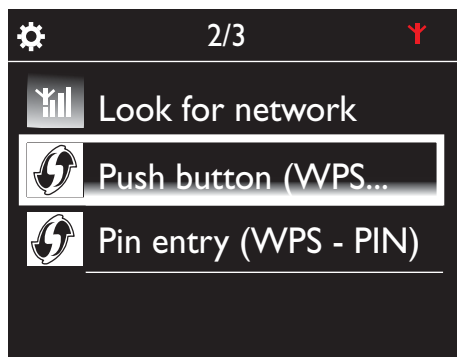 2/3
Look for network
Push button (WPS...
Pin entry (WPS - PIN)